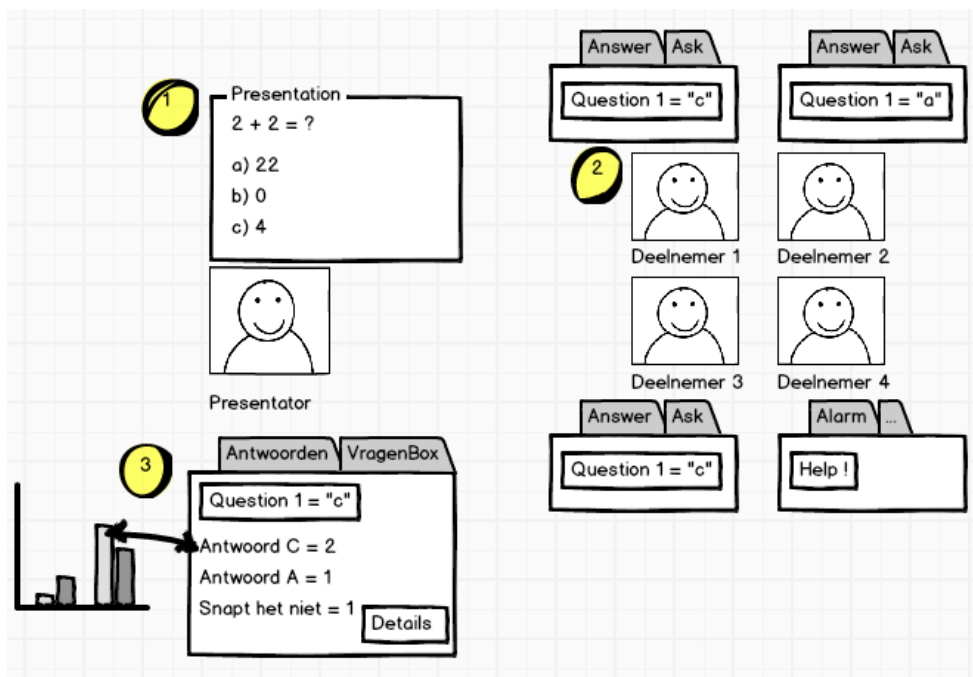 1
Presentation
2 + 2 = ?
a) 22
b) 0
c) 4
Presentator
Answer Ask
Question 1 = "c"
Answer Ask
Question 1 = "a"
2
Deelnemer 1
Deelnemer 2
Deelnemer 3
Deelnemer 4
Answer Ask
Question 1 = "c"
Alarm ...
Help !
3
Antwoorden VragenBox
Question 1 = "c"
Antwoord C = 2
Antwoord A = 1
Snapt het niet = 1
Details